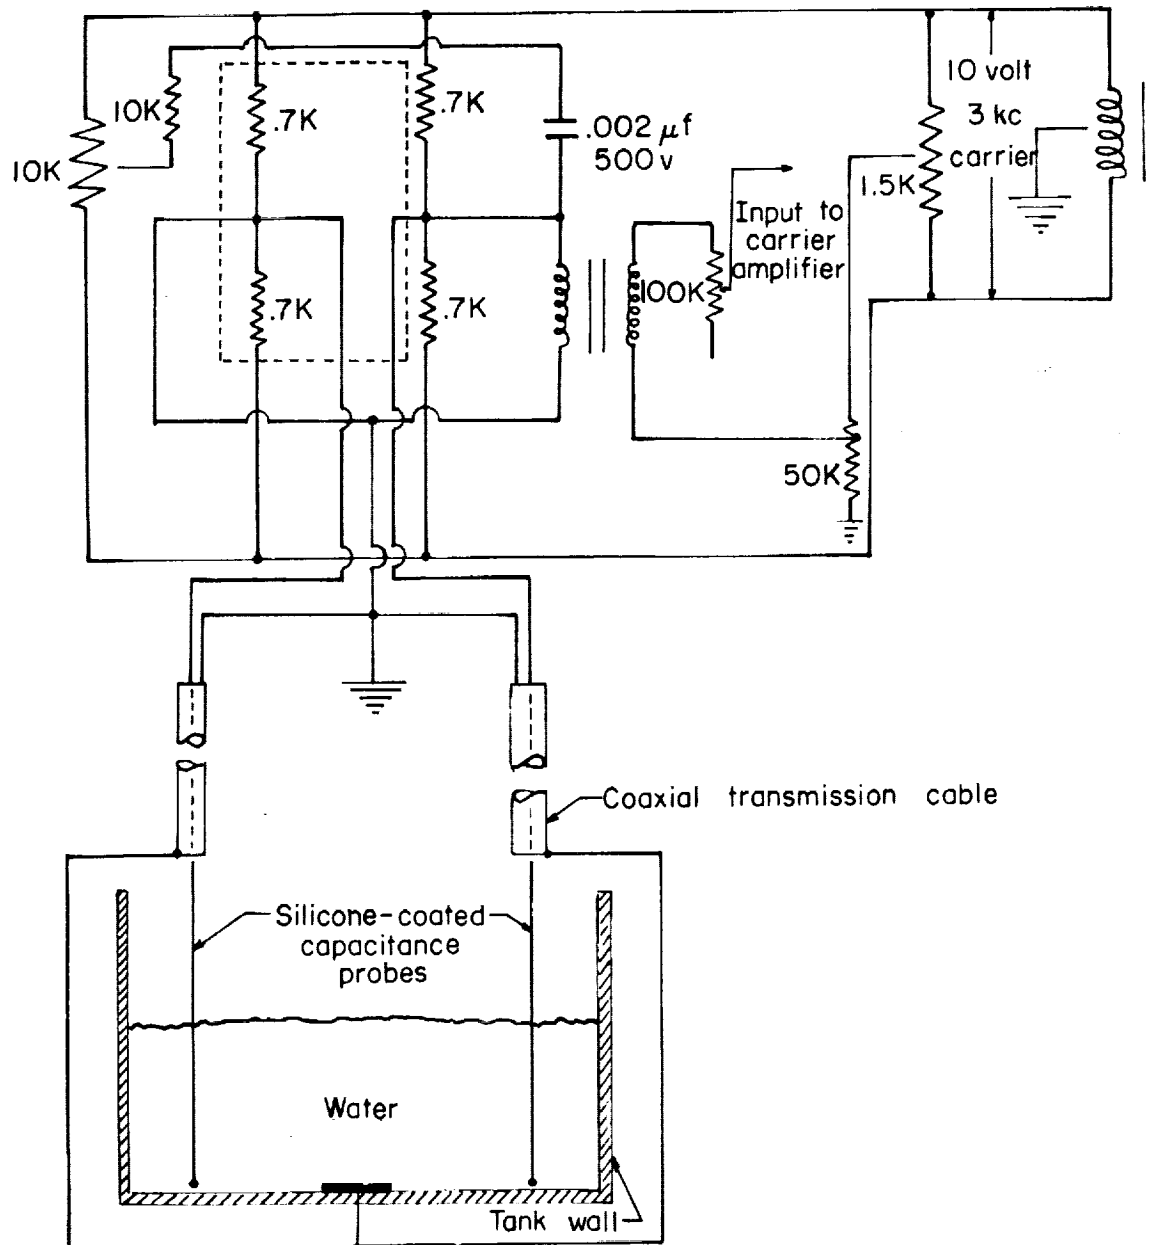 10K
10K
.7K
.7K
.002 µf
500 v
10 volt
3 kc
carrier
1.5K
Input to
carrier
amplifier
.7K
.7K
100K
50K
Coaxial transmission cable
Silicone-coated
capacitance
probes
Water
Tank wall